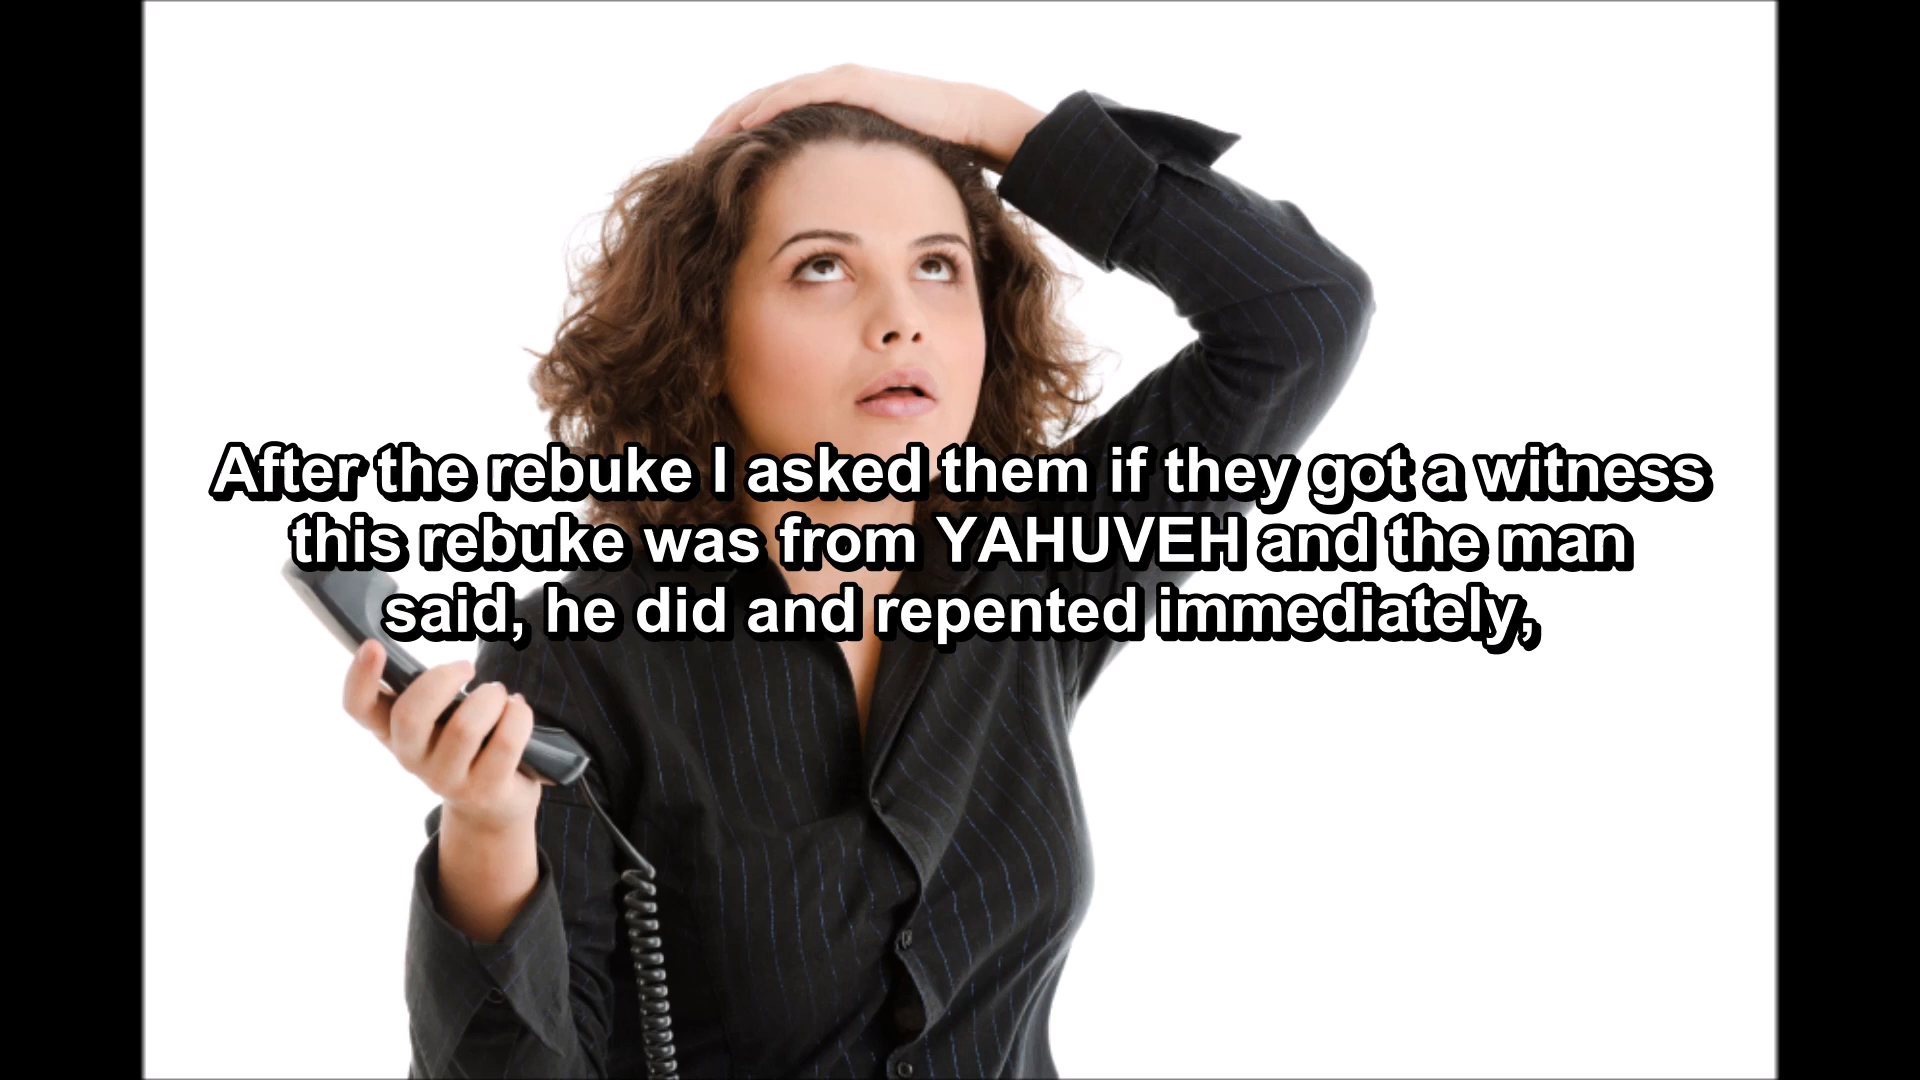 After the rebuke I asked them if they got a witness
this rebuke was from YAHUVEH and the man
said, he did and repented immediately,